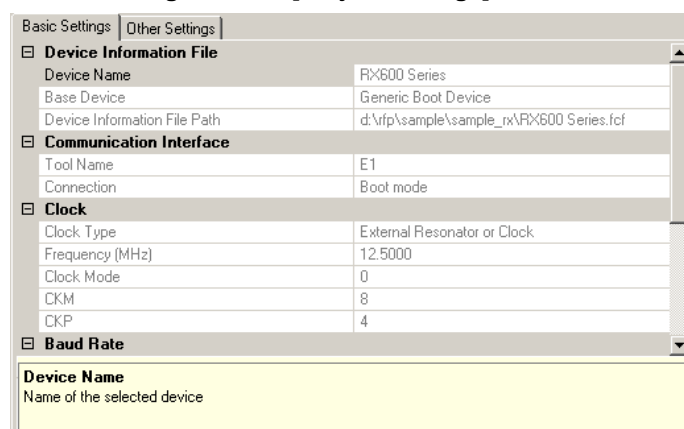 Basic Settings Other Settings
Device Information File
Device Name RX600 Series
Base Device Generic Boot Device
Device Information File Path d:\rfp\sample\sample_rx\RX600 Series.fcf
Communication Interface
Tool Name E1
Connection Boot mode
Clock
Clock Type External Resonator or Clock
Frequency (MHz) 12.5000
Clock Mode 0
CKM 8
CKP 4
Baud Rate
Device Name
Name of the selected device